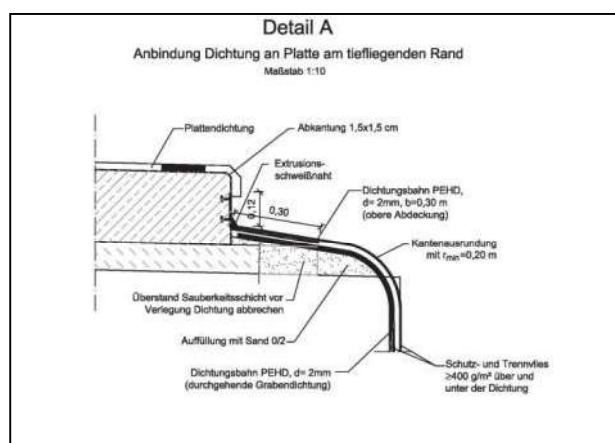 Detail A
Anbindung Dichtung an Platte am tiefliegenden Rand
Maßstab 1:10
Plattendichtung
Abkantung 1,5x1,5 cm
Extrusions-
schweißnaht
0,12
0,30
Dichtungsbahn PEHD,
d= 2mm, b=0,30 m
(obere Abdeckung)
Kantenausrundung
mit rmin=0,20 m
Überstand Sauberkeitsschicht vor
Verlegung Dichtung abbrechen
Auffüllung mit Sand 0/2
Dichtungsbahn PEHD, d= 2mm
(durchgehende Grabendichtung)
Schutz- und Trennvlies
≥400 g/m² über und
unter der Dichtung